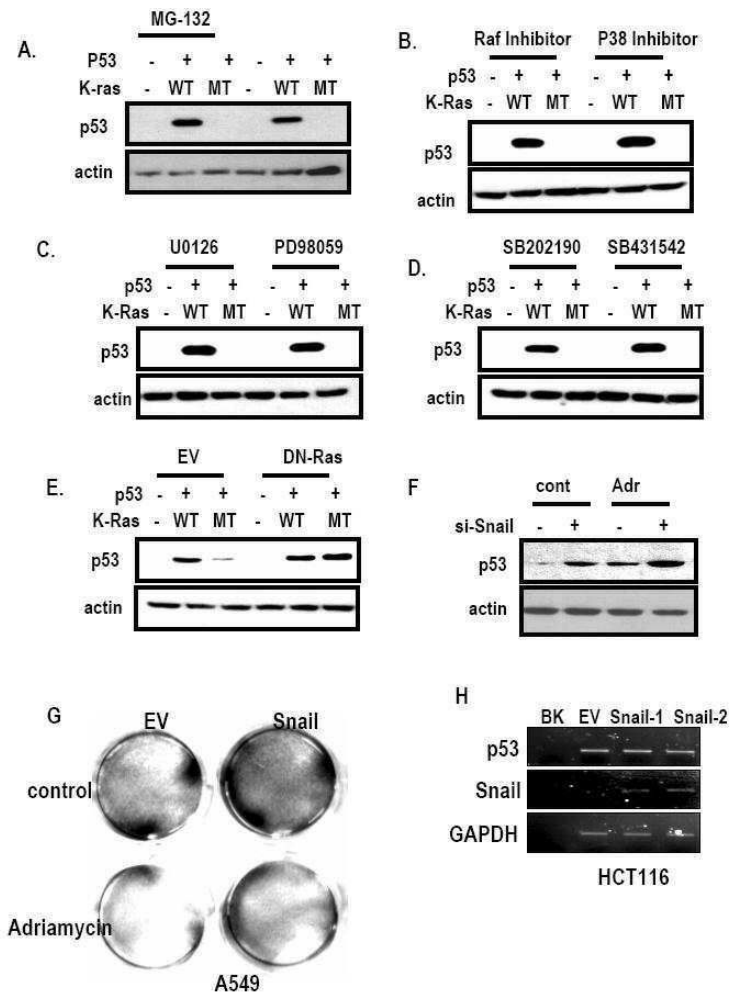 A.
MG-132
P53 - + + - + +
K-ras - WT MT - WT MT
p53
actin
B.
Raf Inhibitor P38 Inhibitor
p53 - + + - + +
K-Ras - WT MT - WT MT
p53
actin
C.
U0126 PD98059
p53 - + + - + +
K-Ras - WT MT - WT MT
p53
actin
D.
SB202190 SB431542
p53 - + + - + +
K-Ras - WT MT - WT MT
p53
actin
E.
EV DN-Ras
p53 - + + - + +
K-Ras - WT MT - WT MT
p53
actin
F
cont Adr
si-Snail - + - +
p53
actin
G
EV Snail
control
Adriamycin
A549
H
BK EV Snail-1 Snail-2
p53
Snail
GAPDH
HCT116